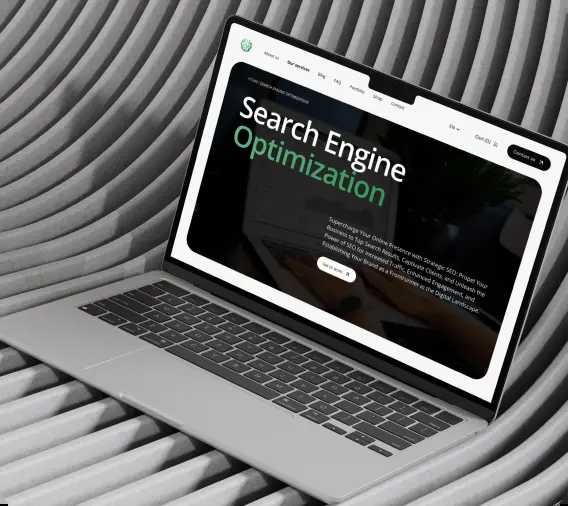 About us
Our services
Blog
FAQ
Portfolio
Shop
Contact
EN
Cart (0)
Contact us
HOME / SEARCH ENGINE OPTIMIZATION
Search Engine
Optimization
Supercharge Your Online Presence with Strategic SEO. Propel Your
Business to Top Search Results, Captivate Clients, and Unleash the
Power of SEO for Increased Traffic, Enhanced Engagement, and
Establishing Your Brand as a Frontrunner in the Digital Landscape.